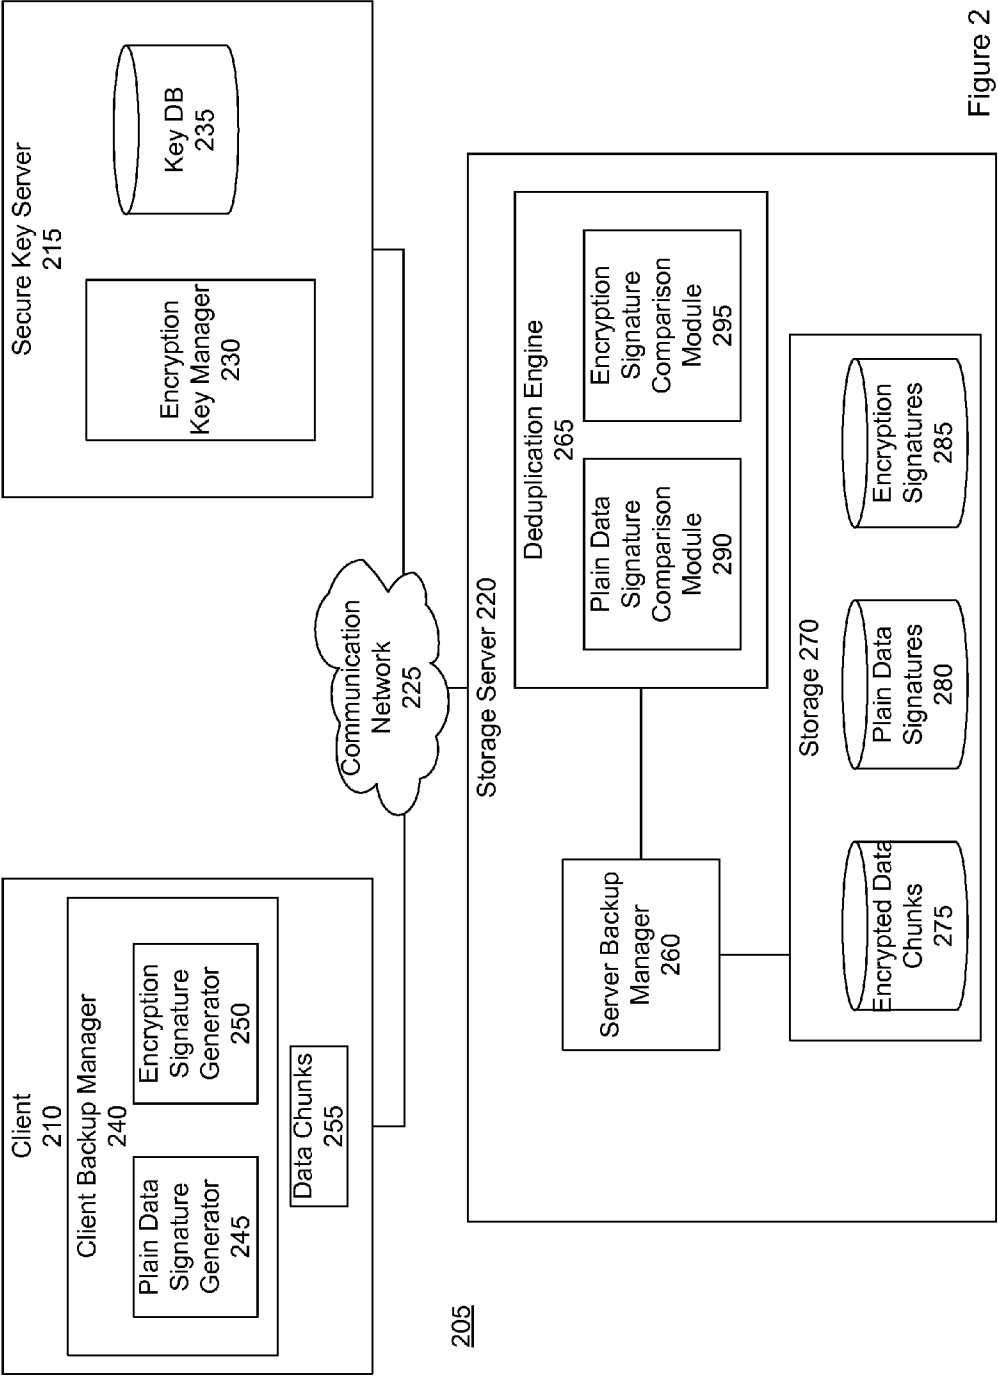 Client
210
Client Backup Manager
240
Plain Data
Signature
Generator
245
Encryption
Signature
Generator
250
Data Chunks
255
Secure Key Server
215
Encryption
Key Manager
230
Key DB
235
Communication
Network
225
205
Storage Server 220
Server Backup
Manager
260
Deduplication Engine
265
Plain Data
Signature
Comparison
Module
290
Encryption
Signature
Comparison
Module
295
Storage 270
Encrypted Data
Chunks
275
Plain Data
Signatures
280
Encryption
Signatures
285
Figure 2